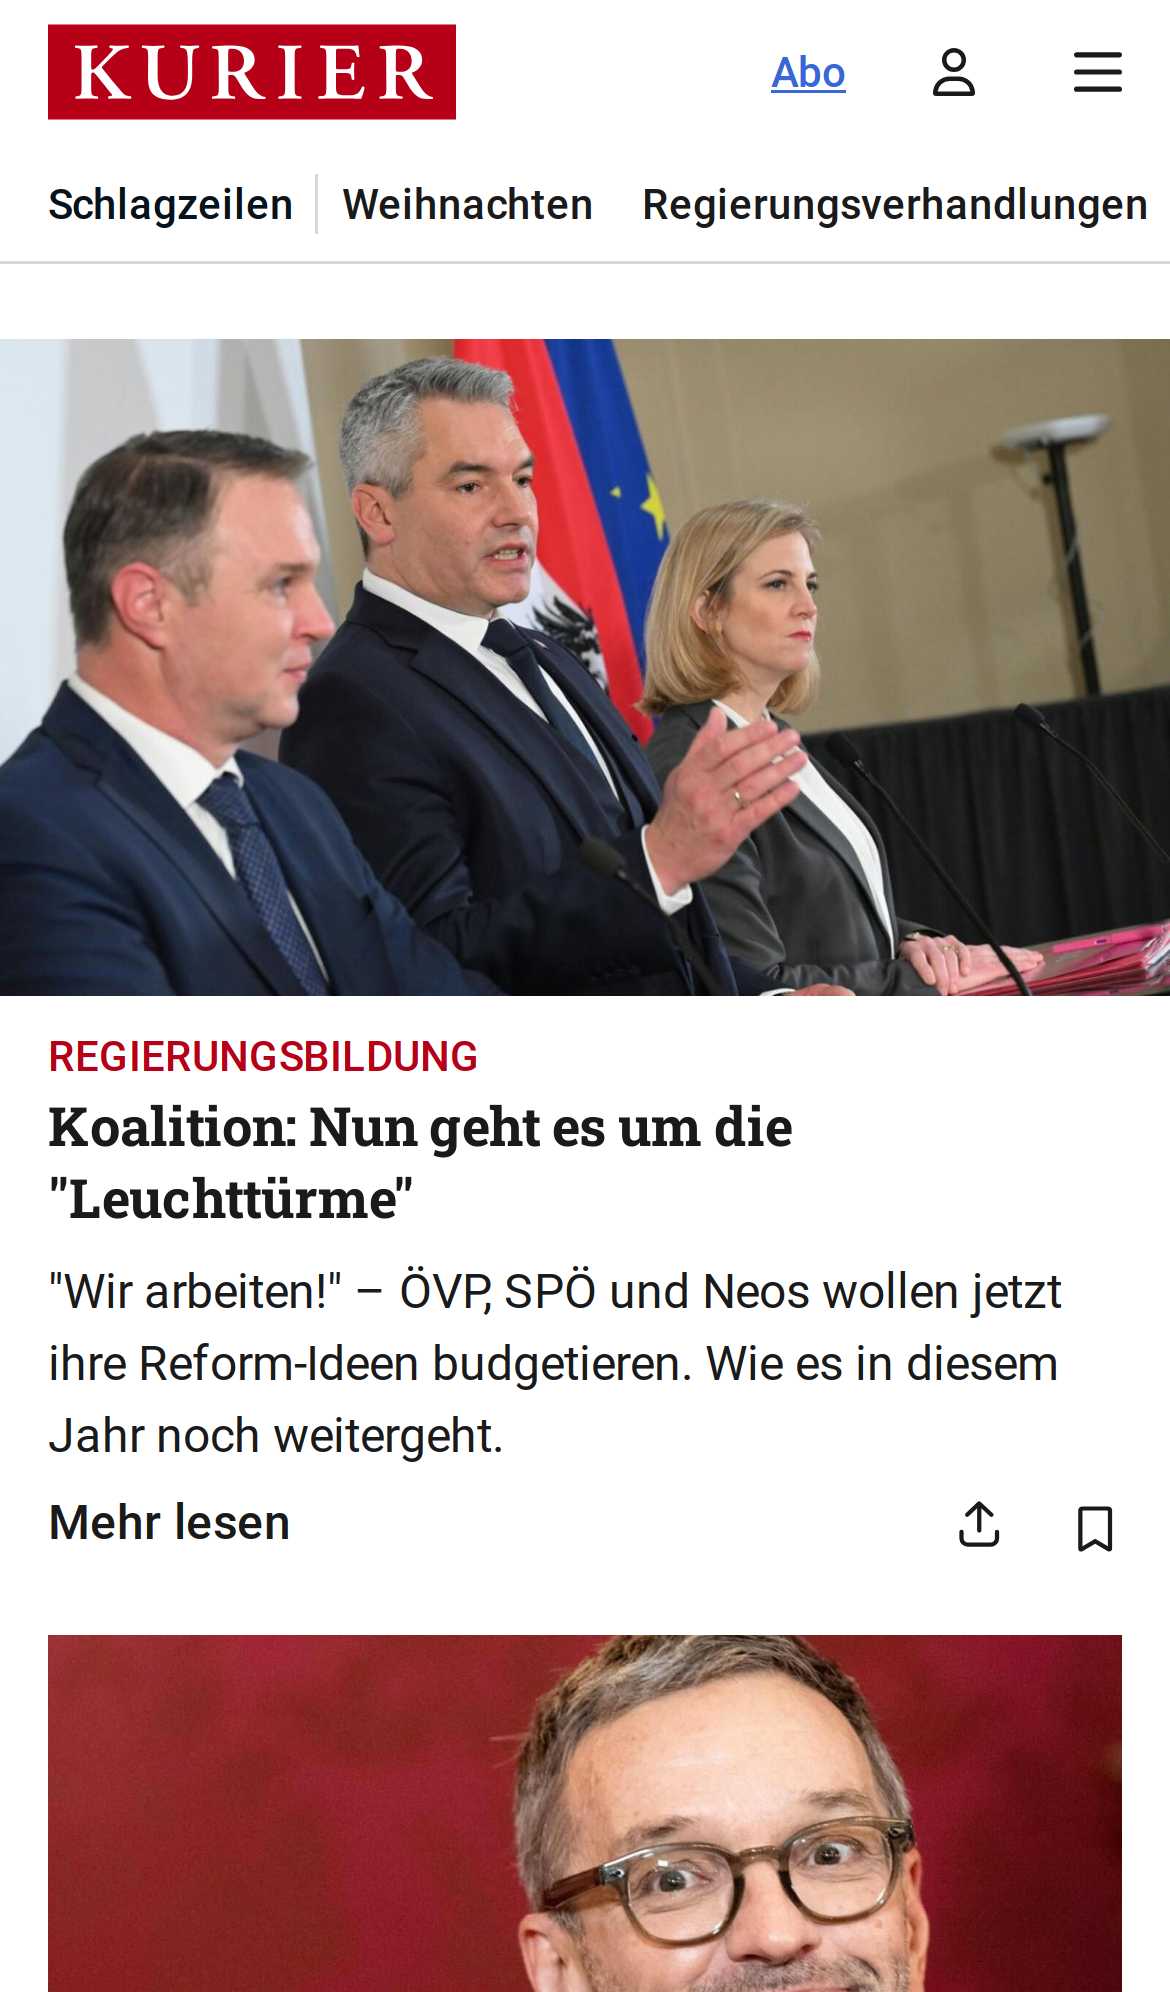 KURIER
Abo
Schlagzeilen
Weihnachten
Regierungsverhandlungen
REGIERUNGSBILDUNG
Koalition: Nun geht es um die
"Leuchttürme"
"Wir arbeiten!" – ÖVP, SPÖ und Neos wollen jetzt
ihre Reform-Ideen budgetieren. Wie es in diesem
Jahr noch weitergeht.
Mehr lesen